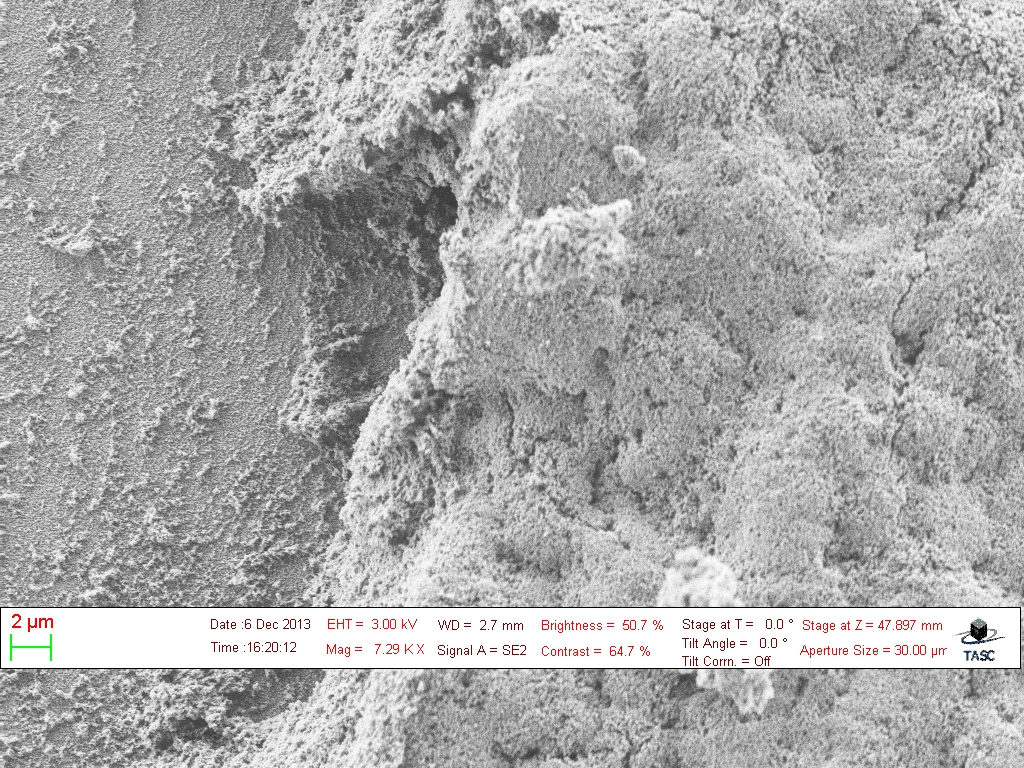 2 µm
Date :6 Dec 2013 EHT = 3.00 kV WD = 2.7 mm Brightness = 50.7 % Stage at T = 0.0 ° Stage at Z = 47.897 mm
Time :16:20:12 Mag = 7.29 K X Signal A = SE2 Contrast = 64.7 % Tilt Angle = 0.0 ° Aperture Size = 30.00 µm
Tilt Corrn. = Off
TASC